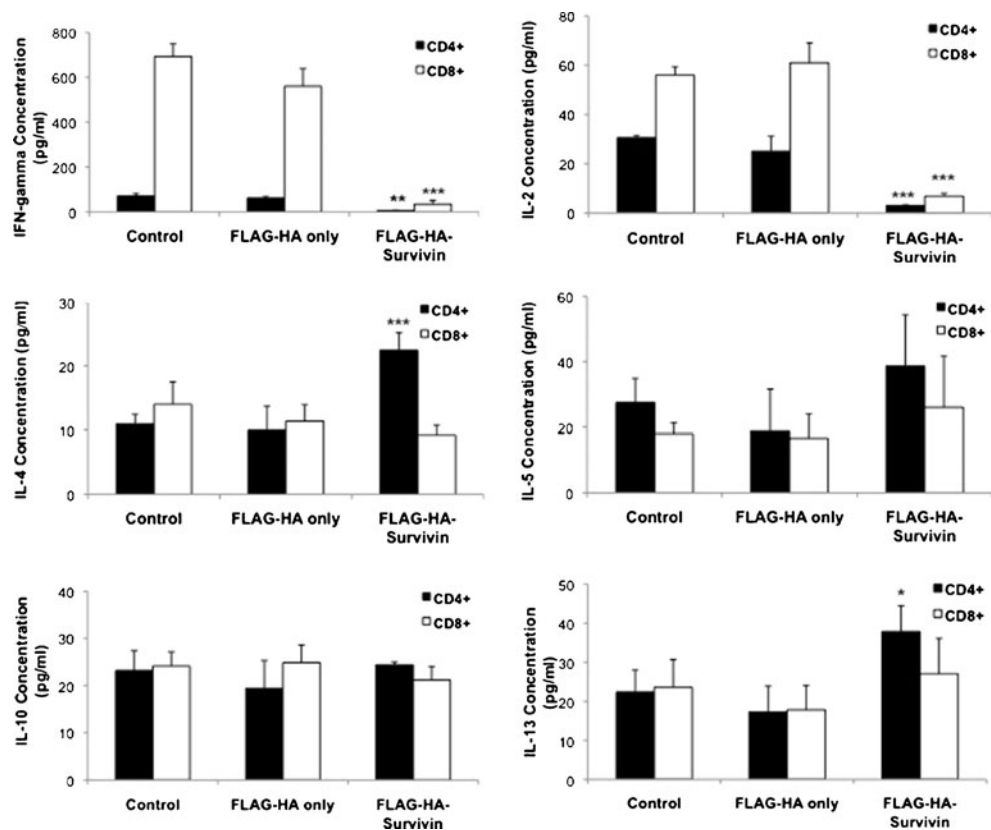 IFN-gamma Concentration
(pg/ml)
800
600
400
200
0
CD4+
CD8+
** ***
Control FLAG-HA only FLAG-HA-
Survivin
IL-2 Concentration (pg/ml)
80
60
40
20
0
CD4+
CD8+
*** ***
Control FLAG-HA only FLAG-HA-
Survivin
IL-4 Concentration (pg/ml)
30
20
10
0
CD4+
CD8+
***
Control FLAG-HA only FLAG-HA-
Survivin
IL-5 Concentration (pg/ml)
60
40
20
0
CD4+
CD8+
Control FLAG-HA only FLAG-HA-
Survivin
IL-10 Concentration
(pg/ml)
40
30
20
10
0
CD4+
CD8+
Control FLAG-HA only FLAG-HA-
Survivin
IL-13 Concentration
(pg/ml)
50
40
30
20
10
0
CD4+
CD8+
*
Control FLAG-HA only FLAG-HA-
Survivin